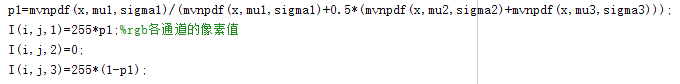 p1=mvnpdf(x,mu1,sigma1)/(mvnpdf(x,mu1,sigma1)+0.5*(mvnpdf(x,mu2,sigma2)+mvnpdf(x,mu3,sigma3)));
I(i,j,1)=255*p1;%rgb各通道的像素值
I(i,j,2)=0;
I(i,j,3)=255*(1-p1);